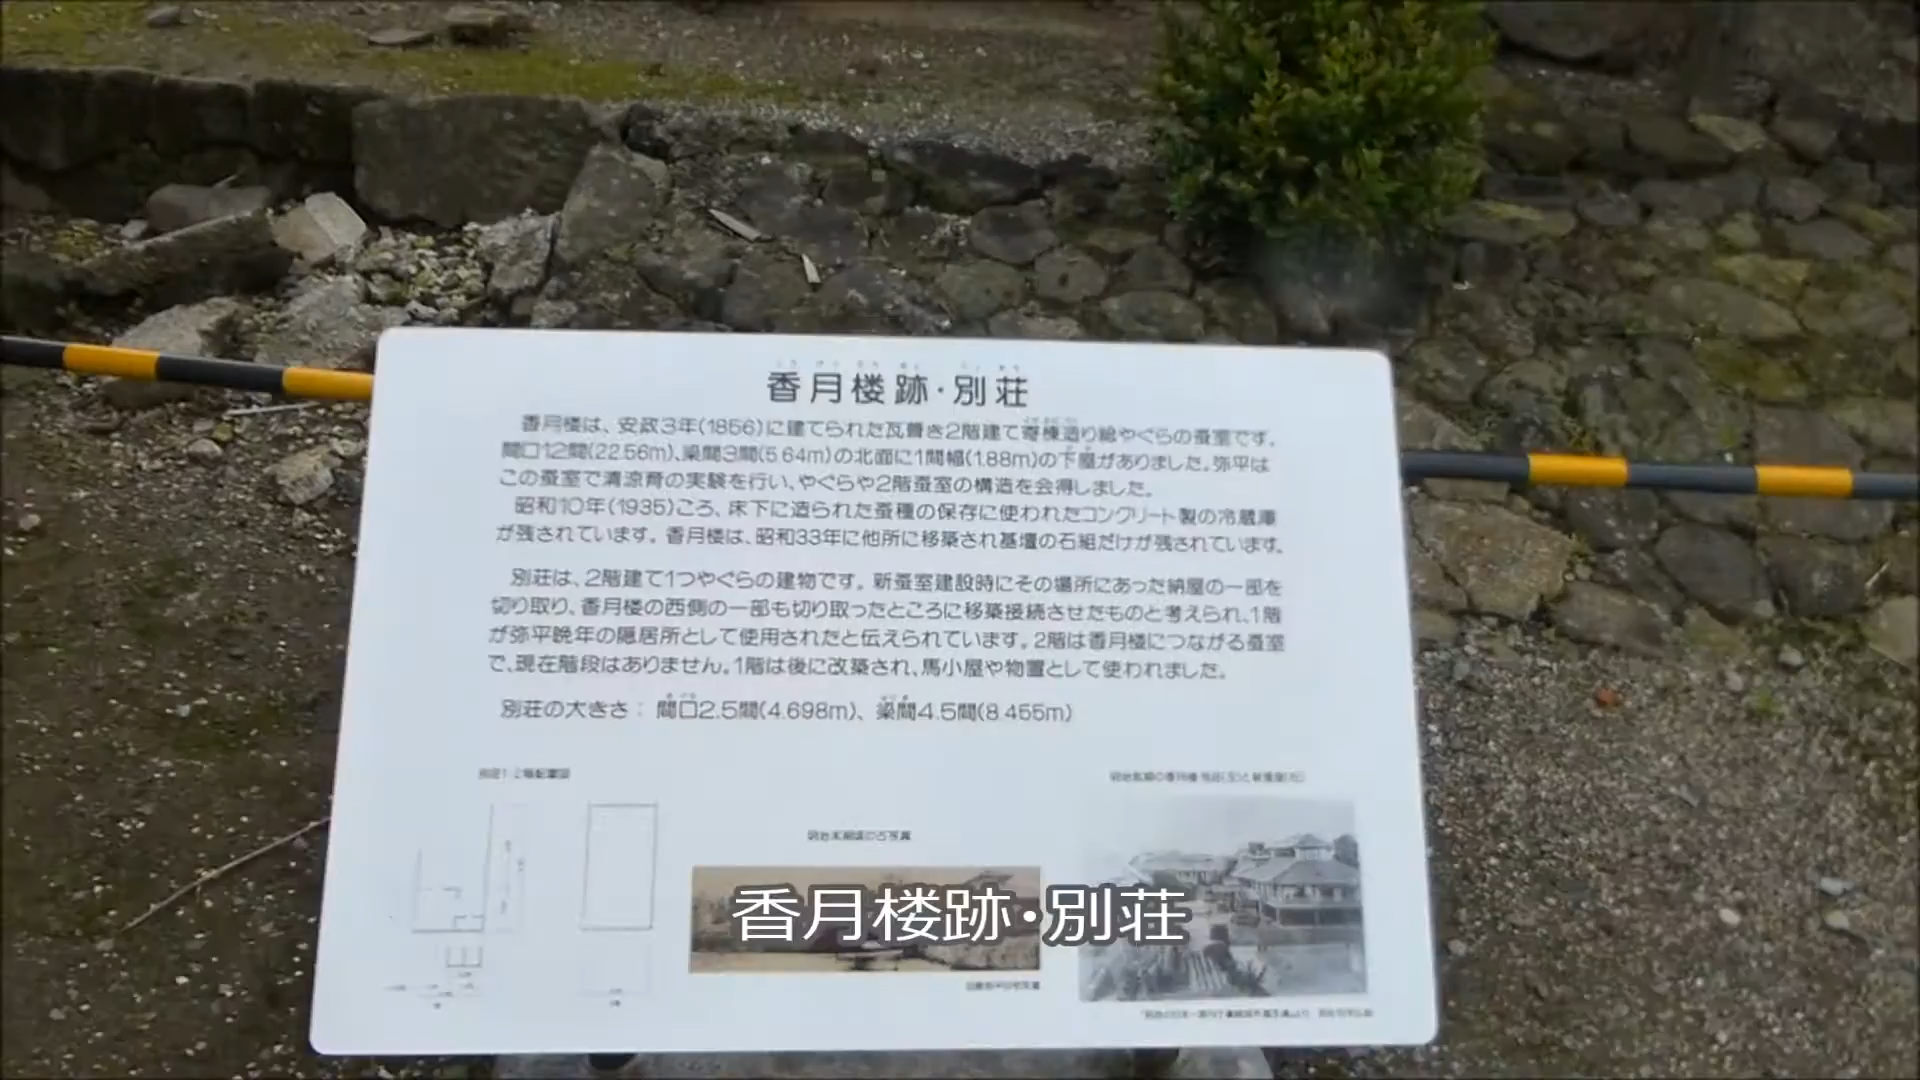 香月楼跡・別荘
香月楼は、安政3年(1856)に建てられた瓦葺き2階建て寄棟造り総やぐらの蚕室です。
間口12間(22.56m)、梁間3間(5.64m)の北面に1間幅(1.88m)の下屋がありました。弥平は
この蚕室で清涼育の実験を行い、やぐらや2階蚕室の構造を会得しました。
昭和10年(1935)ころ、床下に造られた蚕種の保存に使われたコンクリート製の冷蔵庫
が残されています。香月楼は、昭和33年に他所に移築され基壇の石組だけが残されています。
別荘は、2階建て1つやぐらの建物です。新蚕室建設時にその場所にあった納屋の一部を
切り取り、香月楼の西側の一部も切り取ったところに移築接続させたものと考えられ、1階
が弥平晩年の隠居所として使用されたと伝えられています。2階は香月楼につながる蚕室
で、現在階段はありません。1階は後に改築され、馬小屋や物置として使われました。
別荘の大きさ： 間口2.5間(4.698m)、梁間4.5間(8.455m)
別荘1・2階配置図
明治末期頃の古写真
香月楼跡・別荘